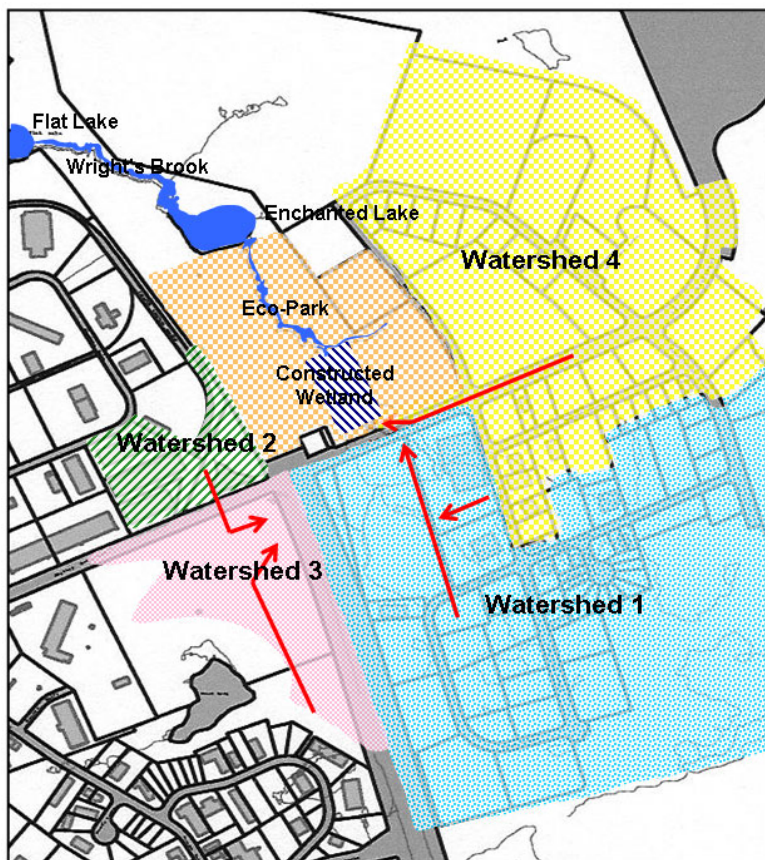 Flat Lake
Wright's Brook
Enchanted Lake
Watershed 4
Eco-Park
Constructed
Wetland
Watershed 2
Watershed 3
Watershed 1